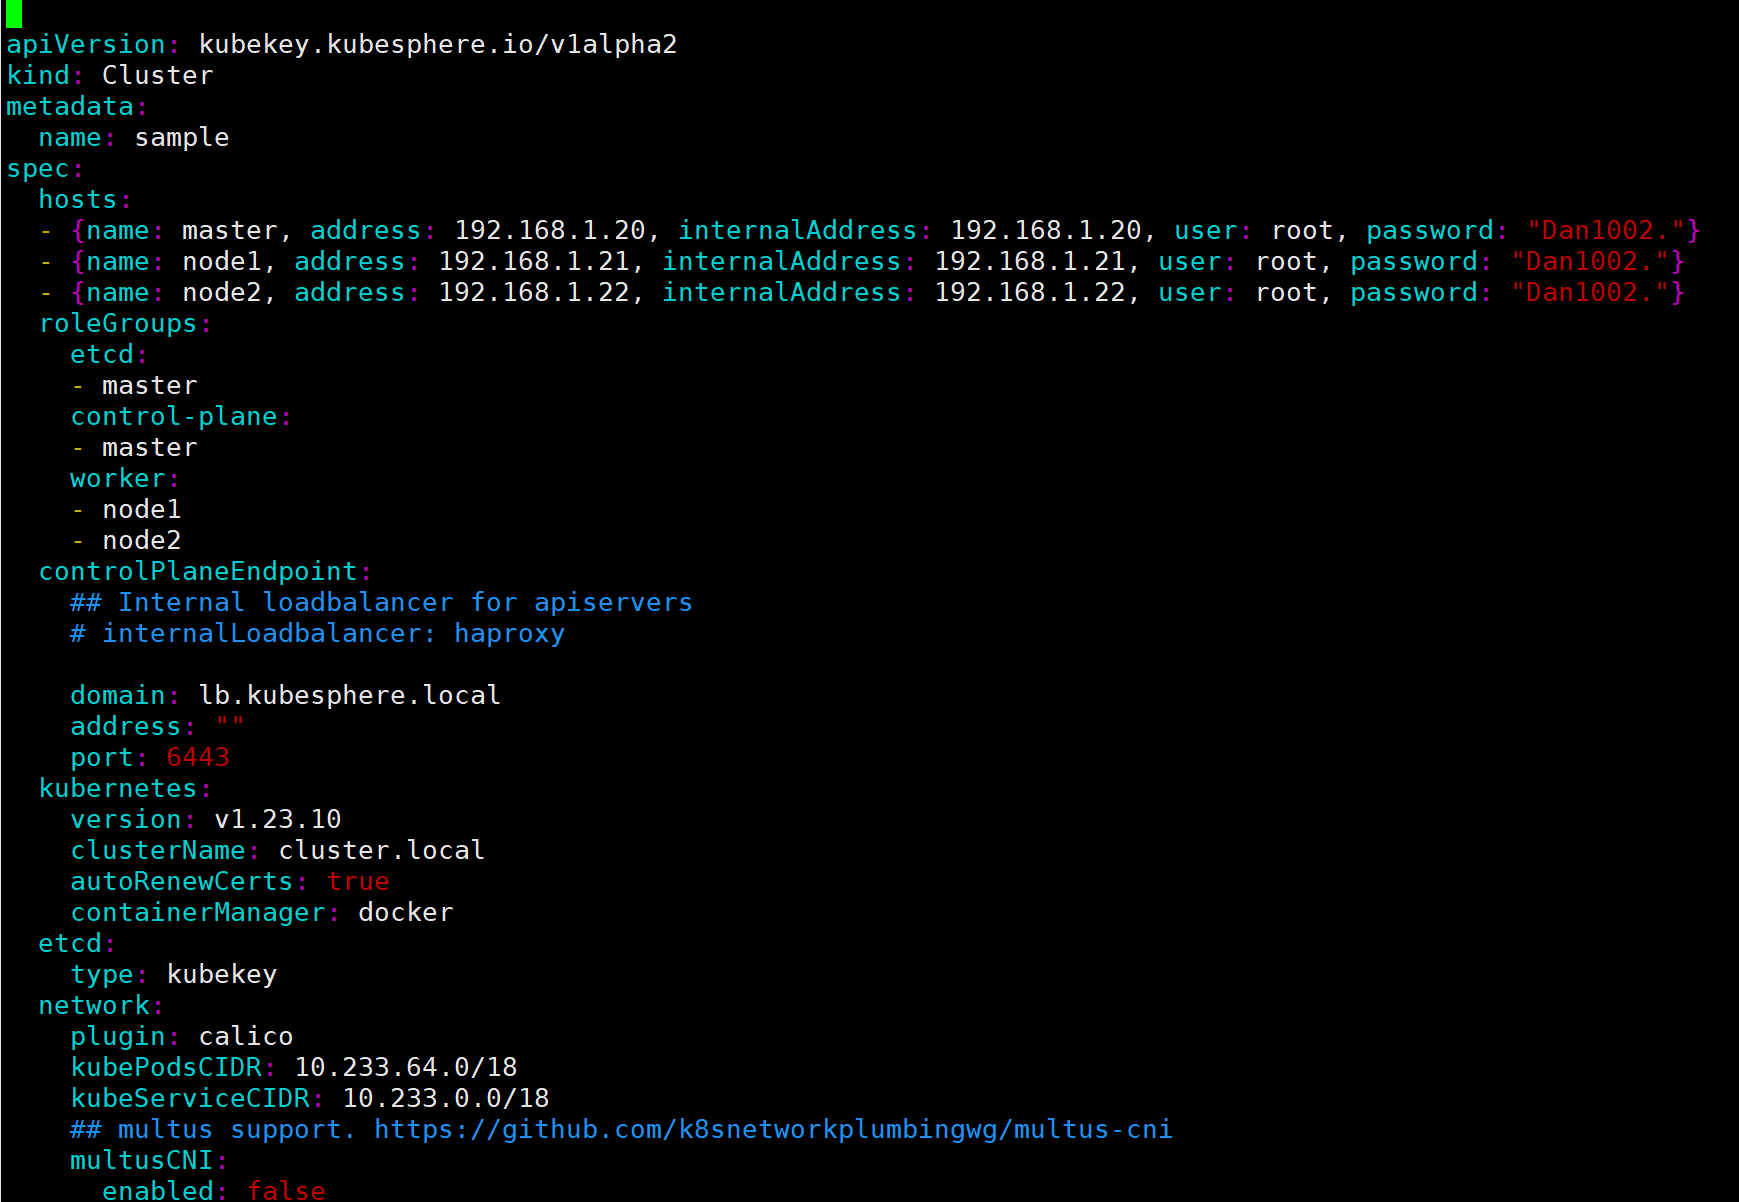 apiVersion: kubekey.kubesphere.io/v1alpha2
kind: Cluster
metadata:
  name: sample
spec:
  hosts:
  - {name: master, address: 192.168.1.20, internalAddress: 192.168.1.20, user: root, password: "Dan1002."}
  - {name: node1, address: 192.168.1.21, internalAddress: 192.168.1.21, user: root, password: "Dan1002."}
  - {name: node2, address: 192.168.1.22, internalAddress: 192.168.1.22, user: root, password: "Dan1002."}
  roleGroups:
    etcd:
    - master
    control-plane:
    - master
    worker:
    - node1
    - node2
  controlPlaneEndpoint:
    ## Internal loadbalancer for apiservers
    # internalLoadbalancer: haproxy

    domain: lb.kubesphere.local
    address: ""
    port: 6443
  kubernetes:
    version: v1.23.10
    clusterName: cluster.local
    autoRenewCerts: true
    containerManager: docker
  etcd:
    type: kubekey
  network:
    plugin: calico
    kubePodsCIDR: 10.233.64.0/18
    kubeServiceCIDR: 10.233.0.0/18
    ## multus support. https://github.com/k8snetworkplumbingwg/multus-cni
    multusCNI:
      enabled: false